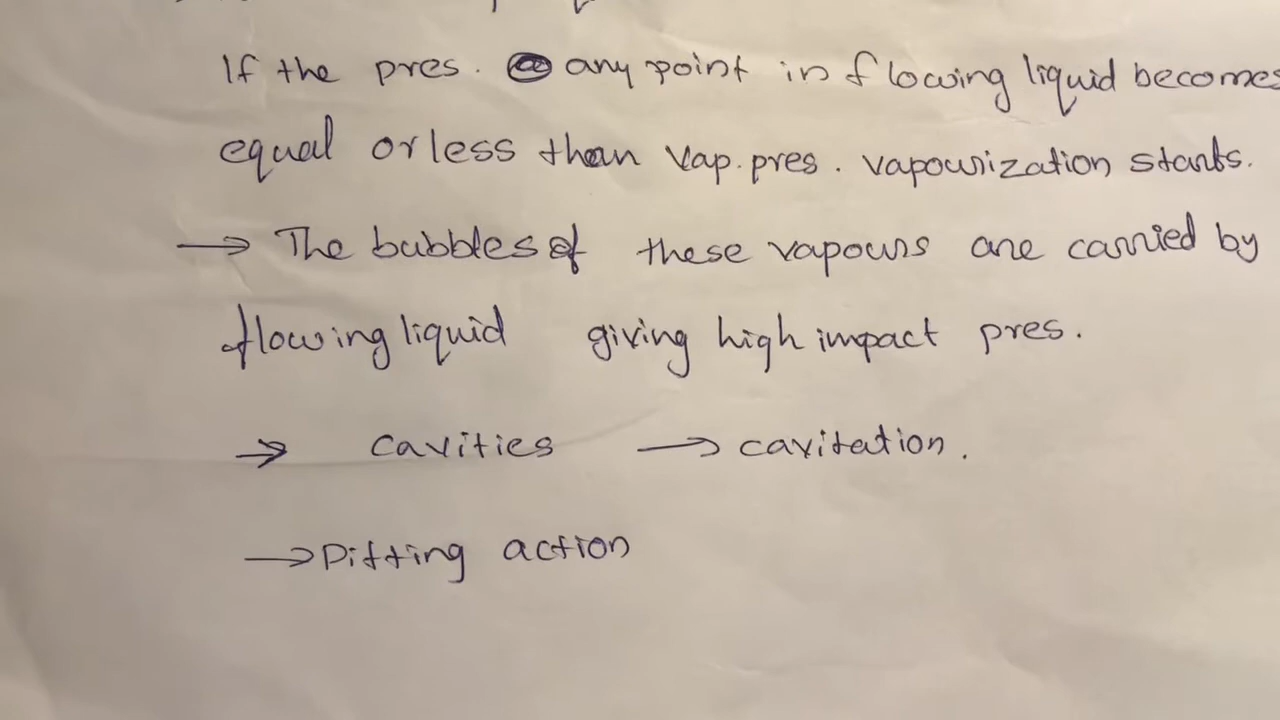 If the pres. @ any point in flowing liquid becomes
equal or less than vap. pres. vapourization starts.
→ The bubbles of these vapours are carried by
flowing liquid giving high impact pres.
→ cavities → cavitation.
→ Pitting action